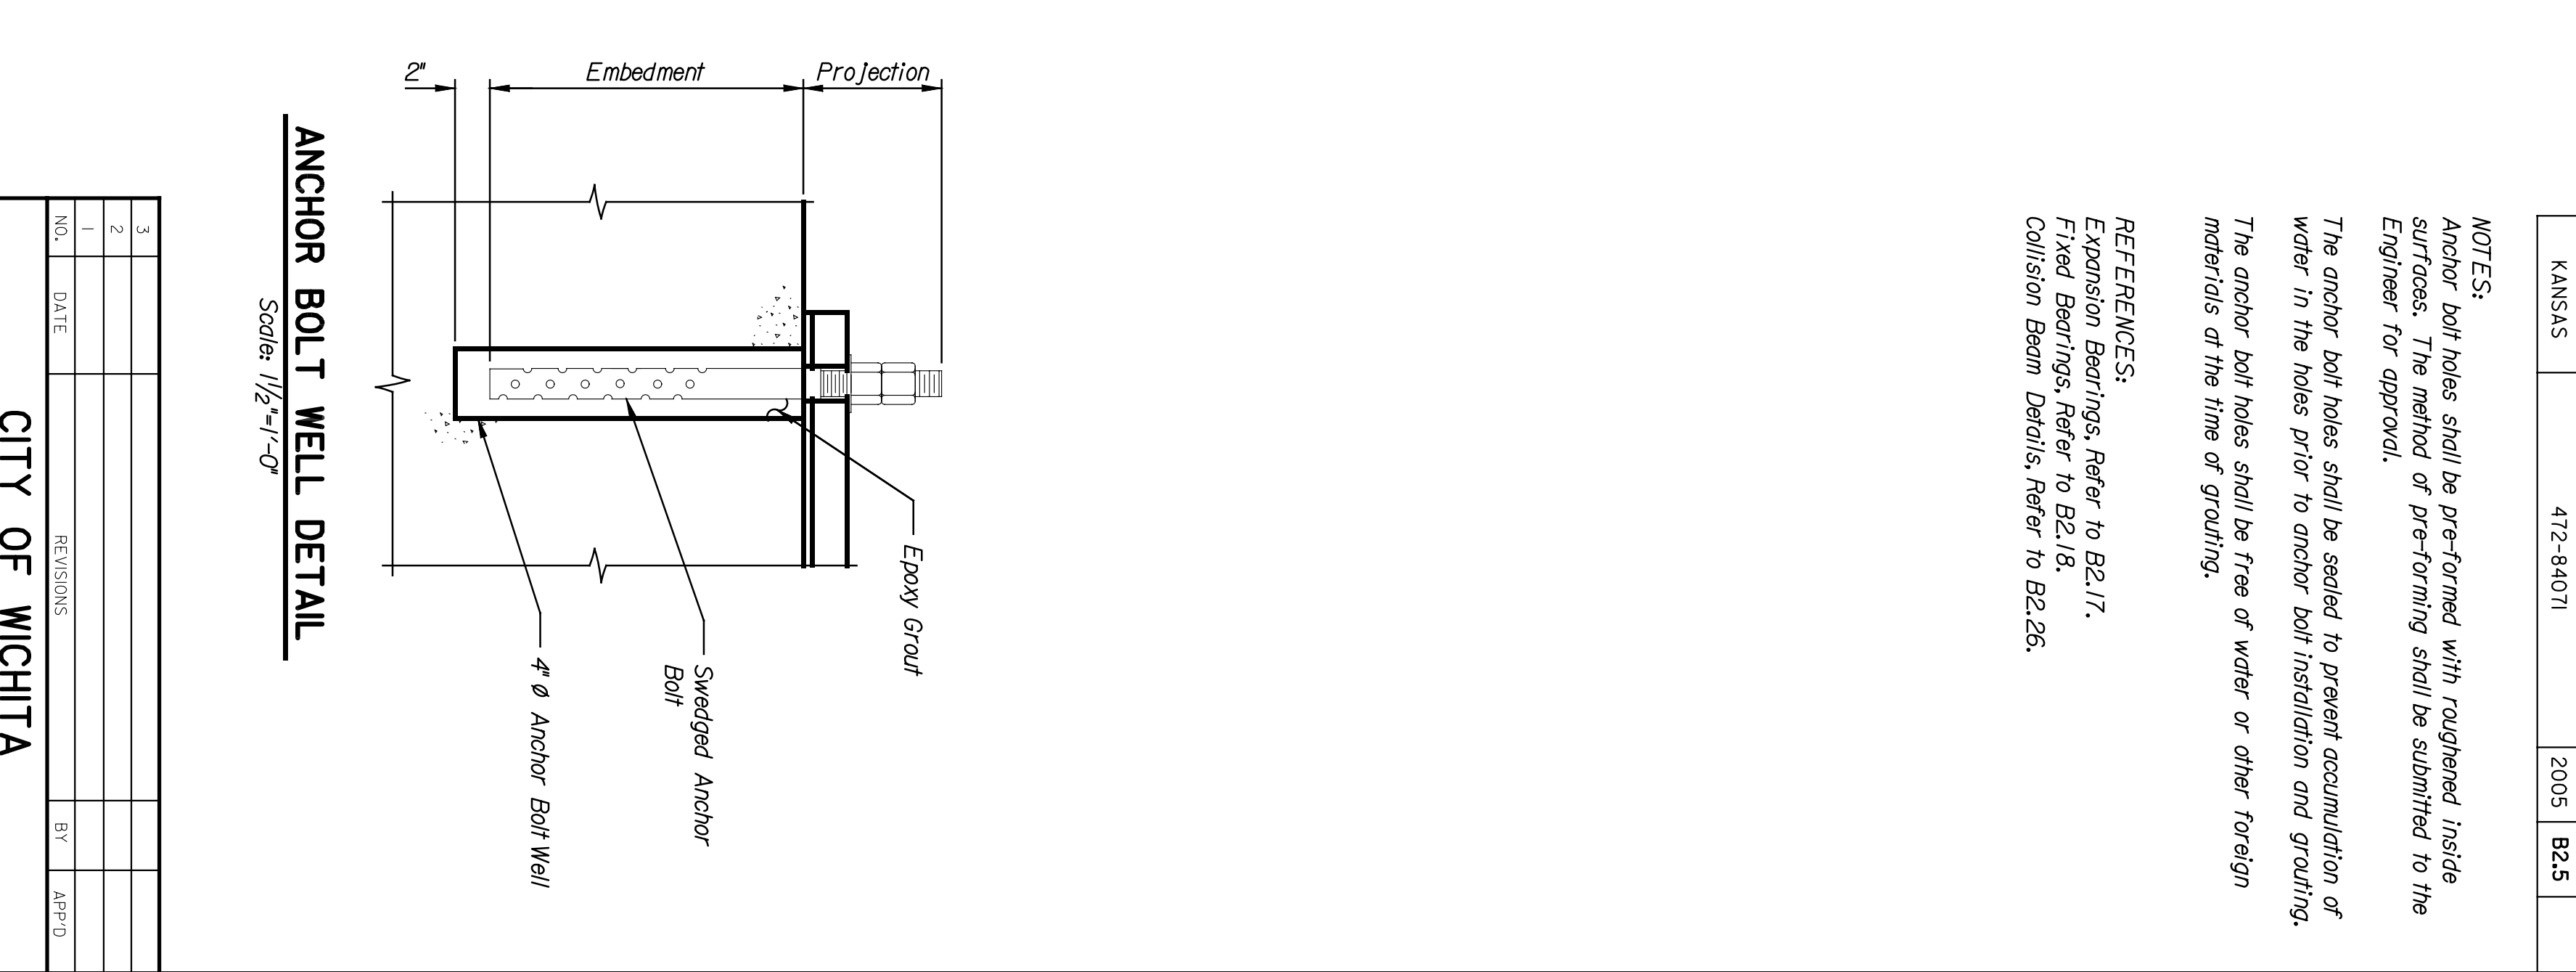 KANSAS 472-84071 2005 B2.5
NOTES:
Anchor bolt holes shall be pre-formed with roughened inside
surfaces. The method of pre-forming shall be submitted to the
Engineer for approval.
The anchor bolt holes shall be sealed to prevent accumulation of
water in the holes prior to anchor bolt installation and grouting.
The anchor bolt holes shall be free of water or other foreign
materials at the time of grouting.
REFERENCES:
Expansion Bearings, Refer to B2.17.
Fixed Bearings, Refer to B2.18.
Collision Beam Details, Refer to B2.26.
Projection
Embedment
2"
Epoxy Grout
Swedged Anchor
Bolt
4" Ø Anchor Bolt Well
ANCHOR BOLT WELL DETAIL
Scale: 1½"=1'-0"
3
2
1
NO. DATE REVISIONS BY APP'D
CITY OF WICHITA